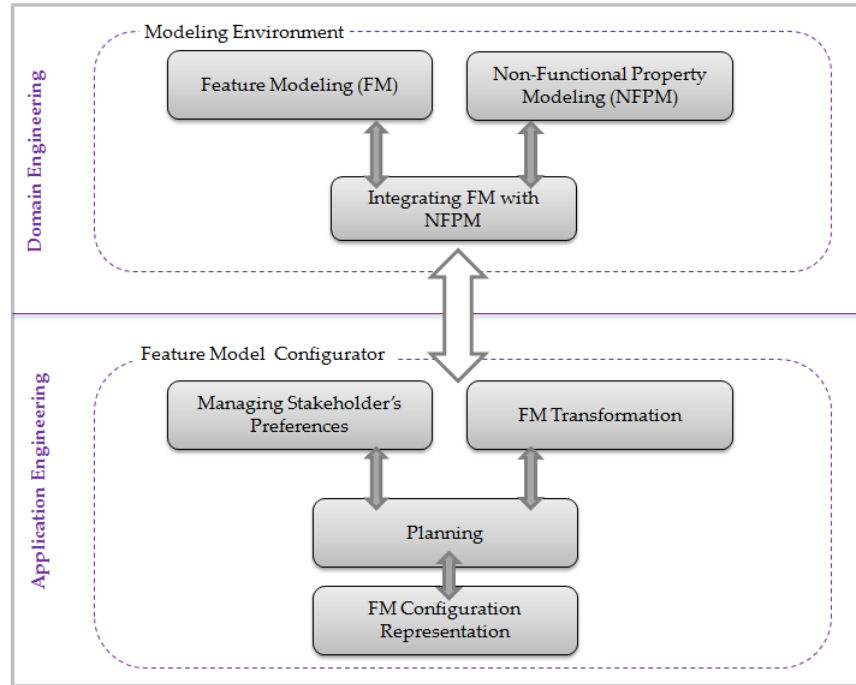 Domain Engineering
Modeling Environment
Feature Modeling (FM)
Non-Functional Property
Modeling (NFPM)
Integrating FM with
NFPM
Application Engineering
Feature Model Configurator
Managing Stakeholder's
Preferences
FM Transformation
Planning
FM Configuration
Representation